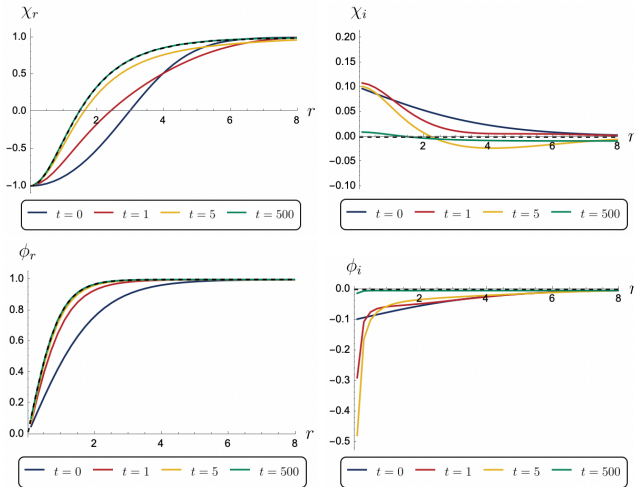 χr χi
1.0
0.5
0.0
−0.5
−1.0
2 4 6 8 r
0.20
0.15
0.10
0.05
0.00
−0.05
−0.10
2 4 6 8 r
t = 0 t = 1 t = 5 t = 500
t = 0 t = 1 t = 5 t = 500
ϕr ϕi
1.0
0.8
0.6
0.4
0.2
0.0
2 4 6 8 r
0.0
−0.1
−0.2
−0.3
−0.4
−0.5
2 4 6 8 r
t = 0 t = 1 t = 5 t = 500
t = 0 t = 1 t = 5 t = 500